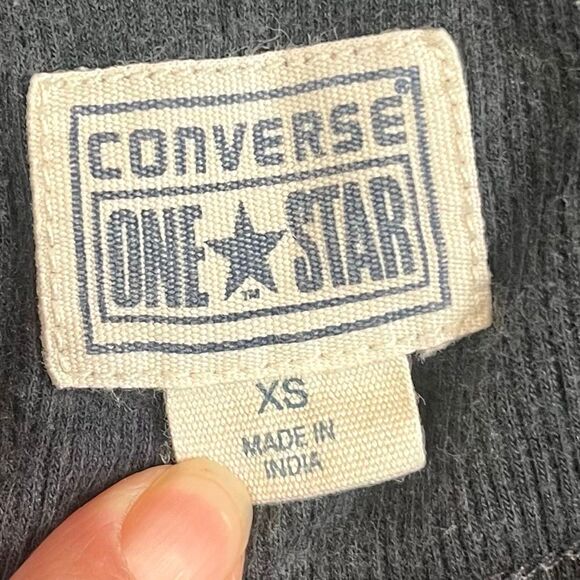 CONVERSE®
ONE★STAR
™
XS
MADE IN
INDIA